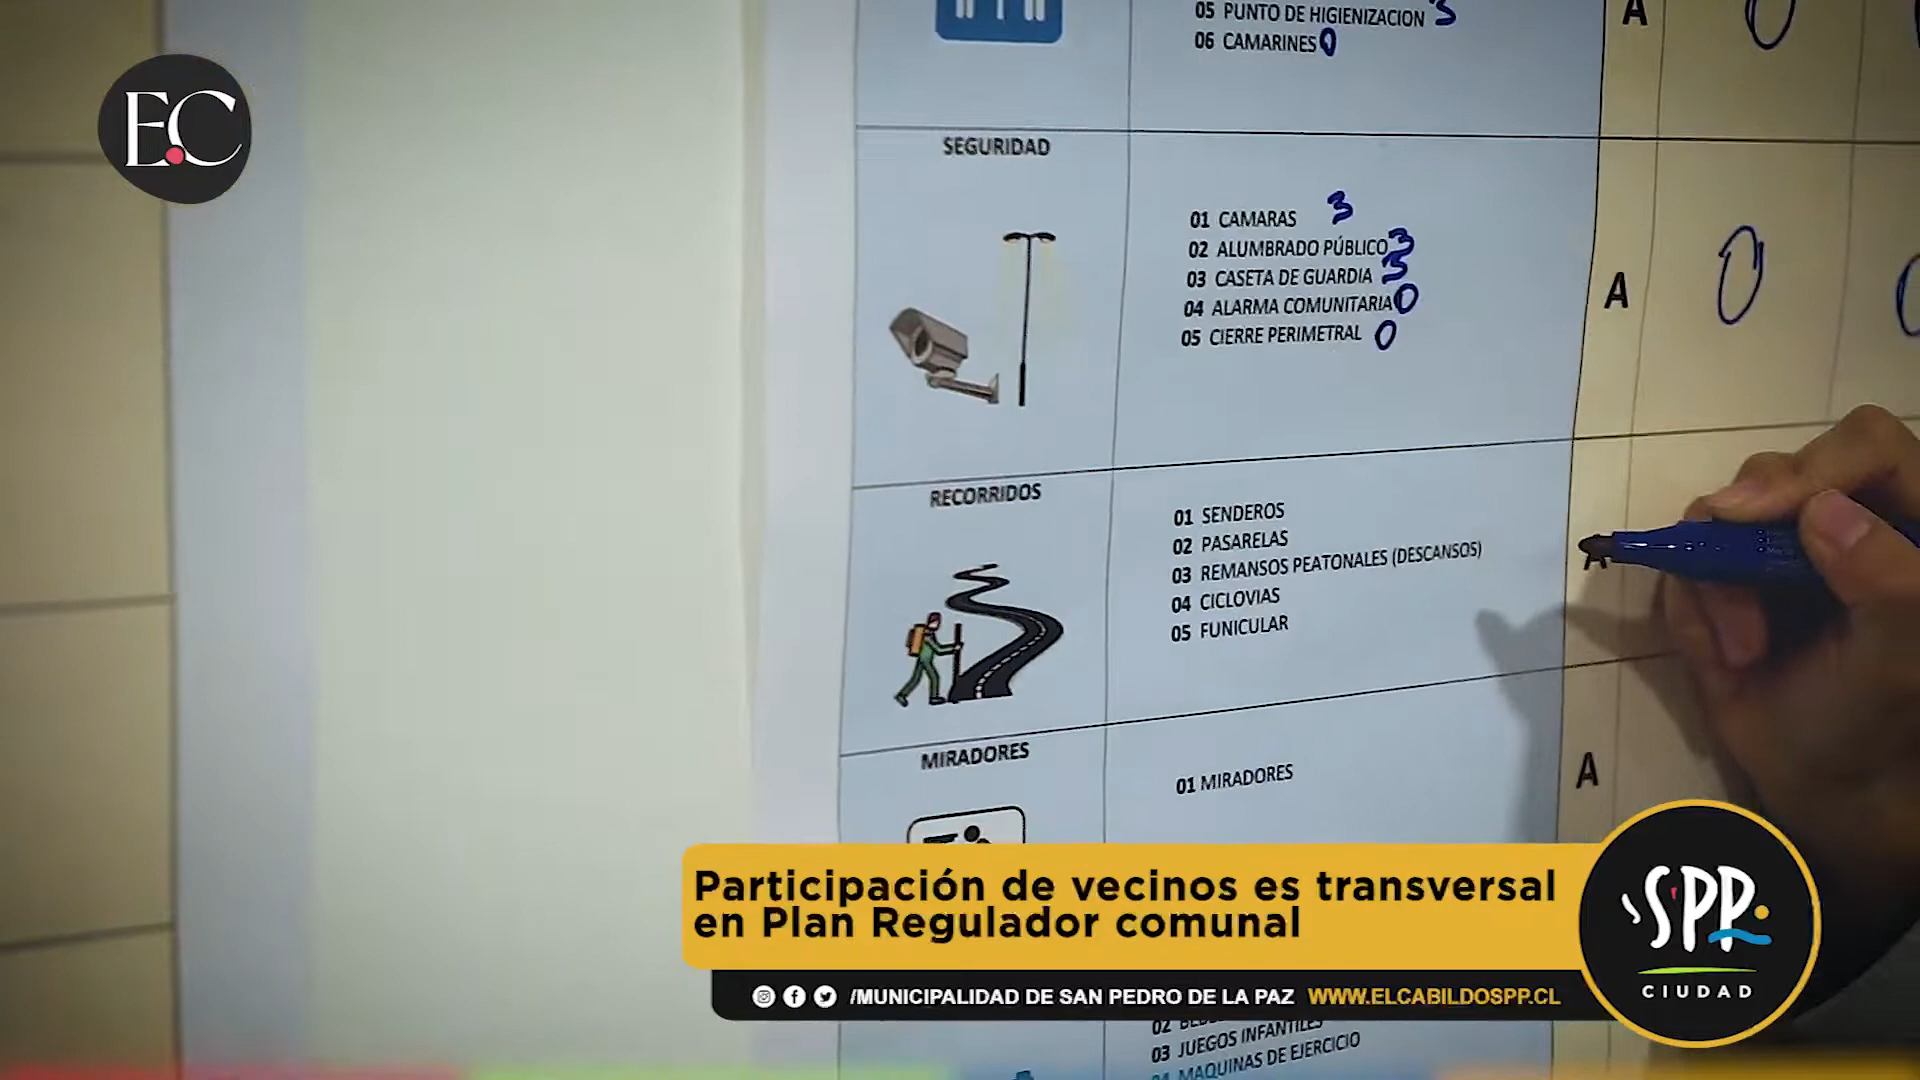 E.C
05 PUNTO DE HIGIENIZACION 3
06 CAMARINES 0
A 0
SEGURIDAD
01 CAMARAS 3
02 ALUMBRADO PÚBLICO 3
03 CASETA DE GUARDIA 3
04 ALARMA COMUNITARIA 0
05 CIERRE PERIMETRAL 0
A 0
RECORRIDOS
01 SENDEROS
02 PASARELAS
03 REMANSOS PEATONALES (DESCANSOS)
04 CICLOVIAS
05 FUNICULAR
A
MIRADORES
01 MIRADORES
A
Participación de vecinos es transversal
en Plan Regulador comunal
/MUNICIPALIDAD DE SAN PEDRO DE LA PAZ WWW.ELCABILDOSPP.CL
SPP
CIUDAD
02
03 JUEGOS INFANTILES
04 MAQUINAS DE EJERCICIO